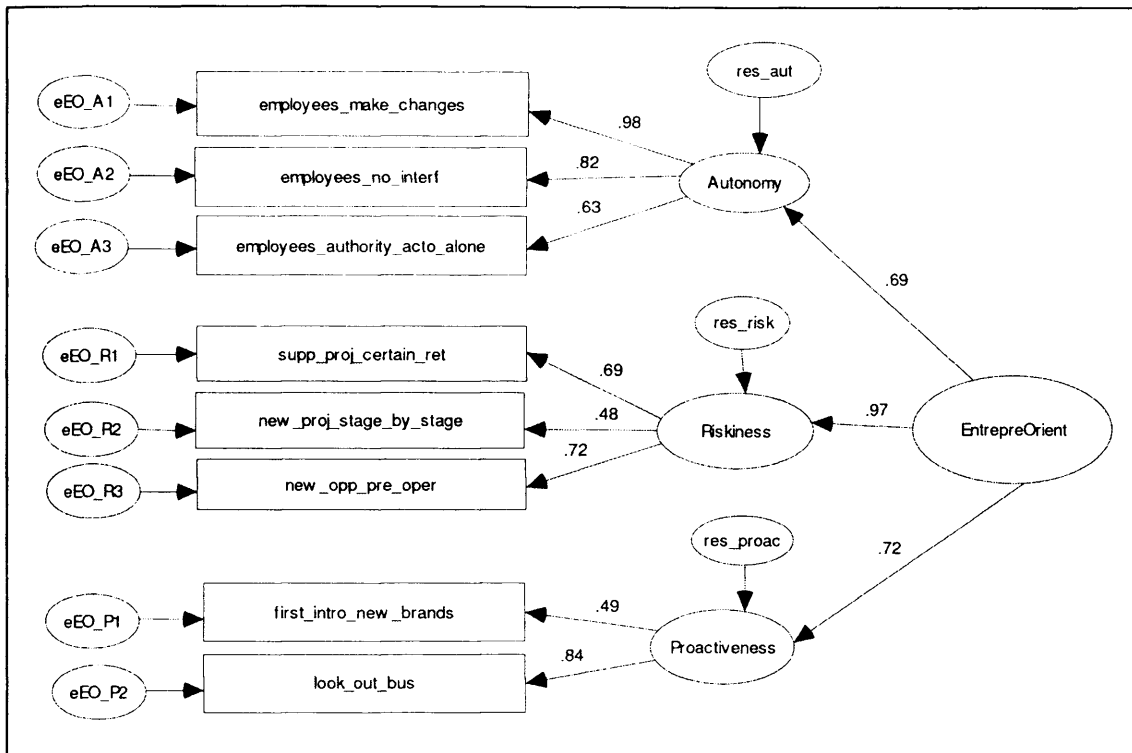 res_aut
eEO_A1
employees_make_changes
.98
eEO_A2
employees_no_interf
.82
Autonomy
eEO_A3
employees_authority_acto_alone
.63
.69
res_risk
eEO_R1
supp_proj_certain_ret
.69
eEO_R2
new_proj_stage_by_stage
.48
Riskiness
.97
EntrepreOrient
eEO_R3
new_opp_pre_oper
.72
res_proac
.72
eEO_P1
first_intro_new_brands
.49
Proactiveness
eEO_P2
look_out_bus
.84